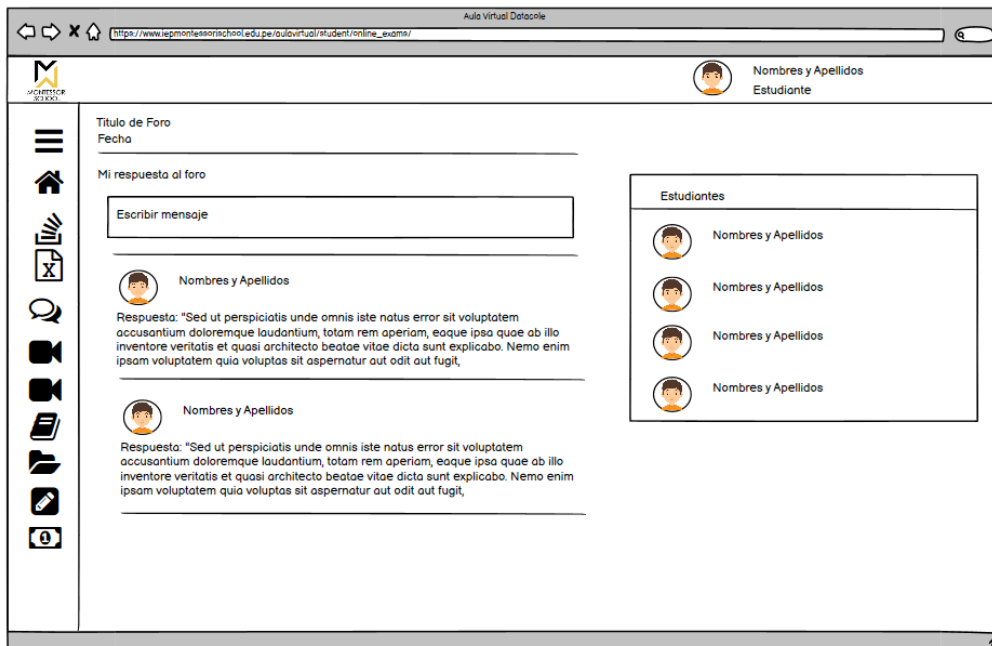 Aula Virtual Datacole
https://www.iepmontessorischool.edu.pe/aulavirtual/student/online_exams/
MONTESSOR
SCHOOL
Nombres y Apellidos
Estudiante
Titulo de Foro
Fecha
Mi respuesta al foro
Escribir mensaje
Nombres y Apellidos
Respuesta: "Sed ut perspiciatis unde omnis iste natus error sit voluptatem
accusantium doloremque laudantium, totam rem aperiam, eaque ipsa quae ab illo
inventore veritatis et quasi architecto beatae vitae dicta sunt explicabo. Nemo enim
ipsam voluptatem quia voluptas sit aspernatur aut odit aut fugit,
Nombres y Apellidos
Respuesta: "Sed ut perspiciatis unde omnis iste natus error sit voluptatem
accusantium doloremque laudantium, totam rem aperiam, eaque ipsa quae ab illo
inventore veritatis et quasi architecto beatae vitae dicta sunt explicabo. Nemo enim
ipsam voluptatem quia voluptas sit aspernatur aut odit aut fugit,
Estudiantes
Nombres y Apellidos
Nombres y Apellidos
Nombres y Apellidos
Nombres y Apellidos
X
1